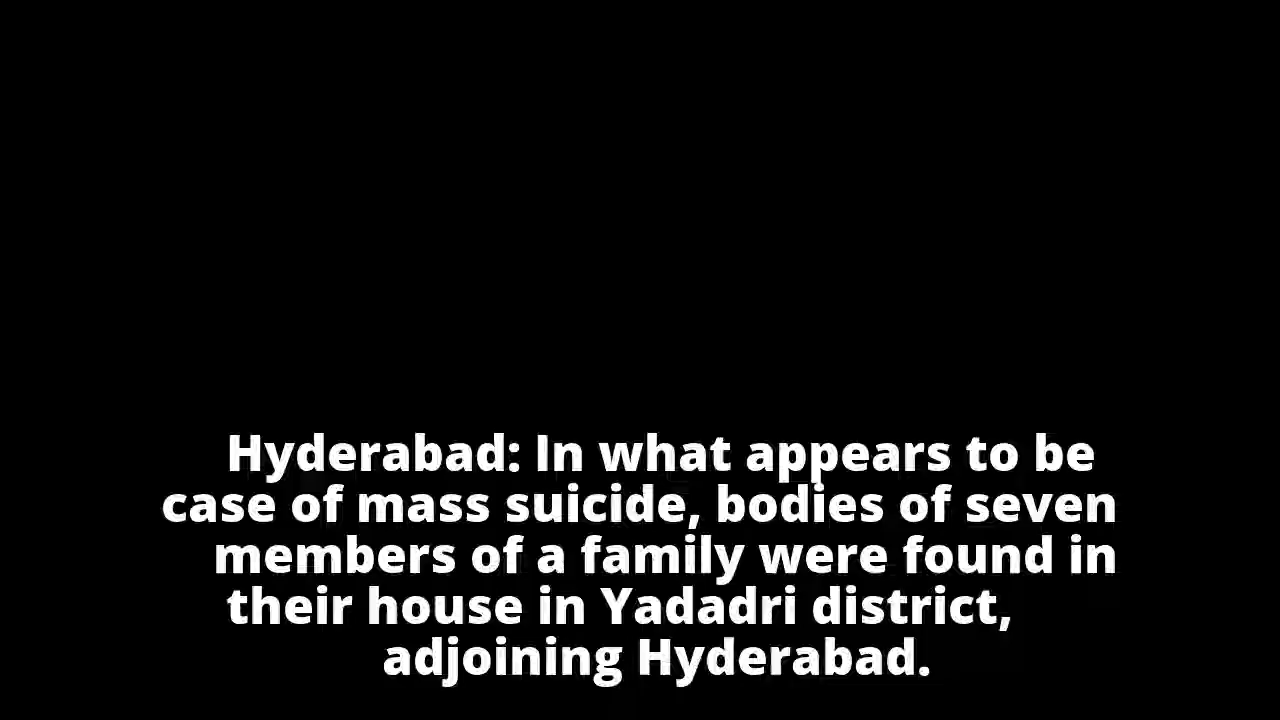 Hyderabad: In what appears to be
case of mass suicide, bodies of seven
members of a family were found in
their house in Yadadri district,
adjoining Hyderabad.